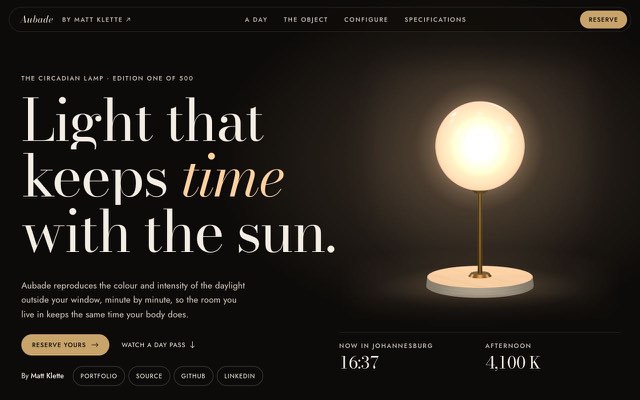 Aubade BY MATT KLETTE ↗
A DAY THE OBJECT CONFIGURE SPECIFICATIONS
RESERVE
THE CIRCADIAN LAMP · EDITION ONE OF 500
Light that
keeps time
with the sun.
Aubade reproduces the colour and intensity of the daylight
outside your window, minute by minute, so the room you
live in keeps the same time your body does.
RESERVE YOURS → WATCH A DAY PASS ↓
By Matt Klette PORTFOLIO SOURCE GITHUB LINKEDIN
NOW IN JOHANNESBURG
16:37
AFTERNOON
4,100 K